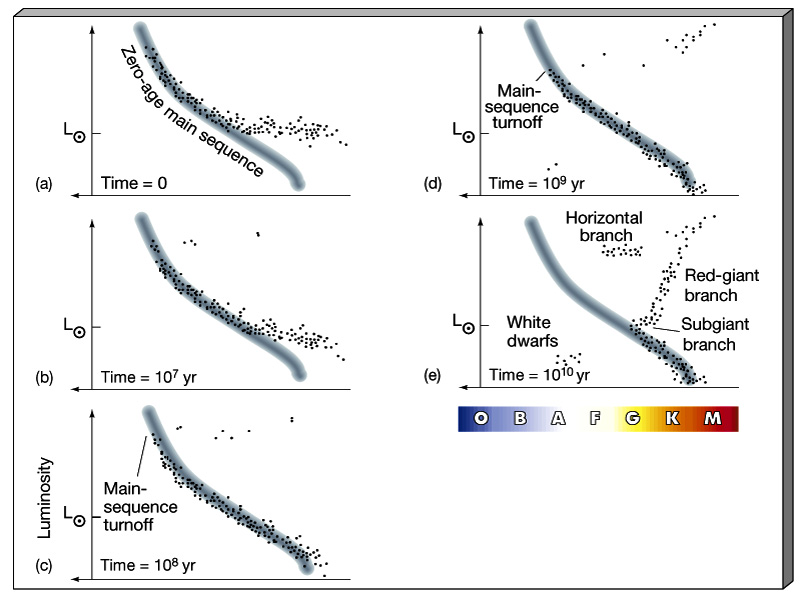 Zero-age main sequence
L⊙
(a)
Time = 0
L⊙
(b)
Time = 10⁷ yr
Luminosity
Main-
sequence
turnoff
L⊙
(c)
Time = 10⁸ yr
Main-
sequence
turnoff
L⊙
(d)
Time = 10⁹ yr
Horizontal
branch
Red-giant
branch
L⊙
White
dwarfs
Subgiant
branch
(e)
Time = 10¹⁰ yr
O B A F G K M